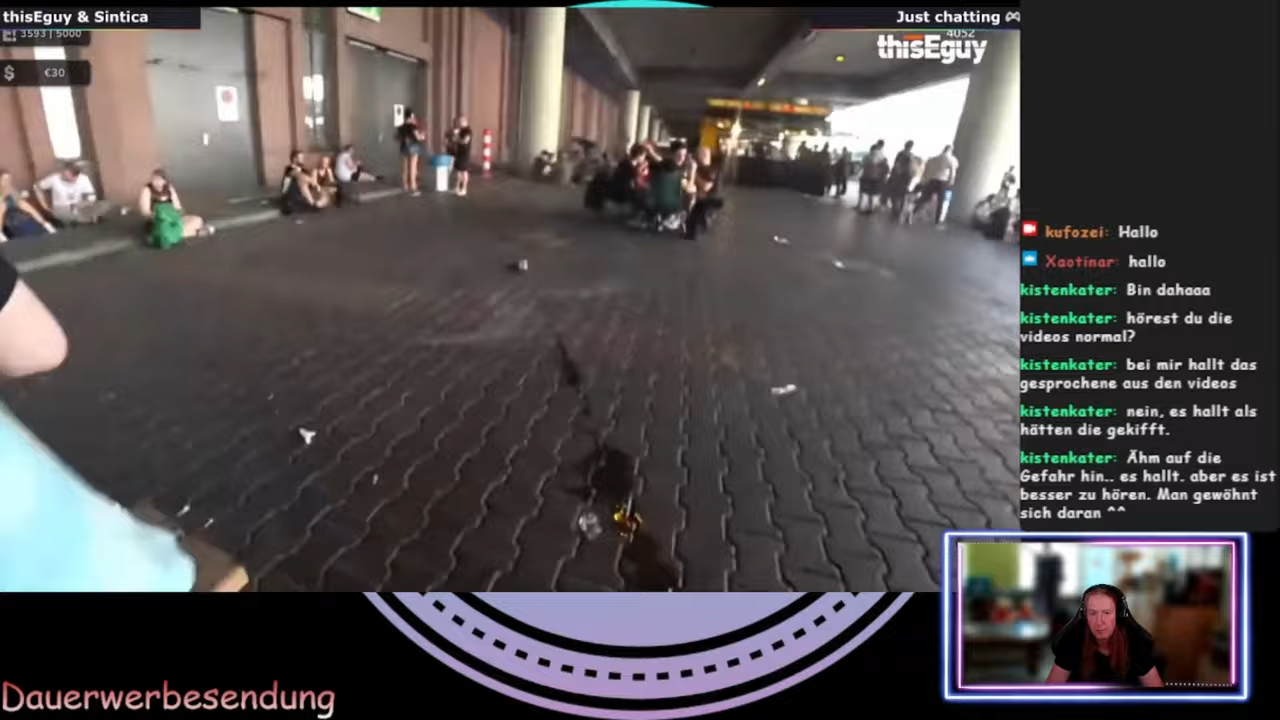 thisEguy & Sintica
Just chatting
3593 | 5000
4052
thisEguy
$ €30
kufozei: Hallo
Xaotinar: hallo
kistenkater: Bin dahaaa
kistenkater: hörest du die
videos normal?
kistenkater: bei mir hallt das
gesprochene aus den videos
kistenkater: nein, es hallt als
hätten die gekifft.
kistenkater: Ähm auf die
Gefahr hin.. es hallt. aber es ist
besser zu hören. Man gewöhnt
sich daran ^^
Dauerwerbesendung